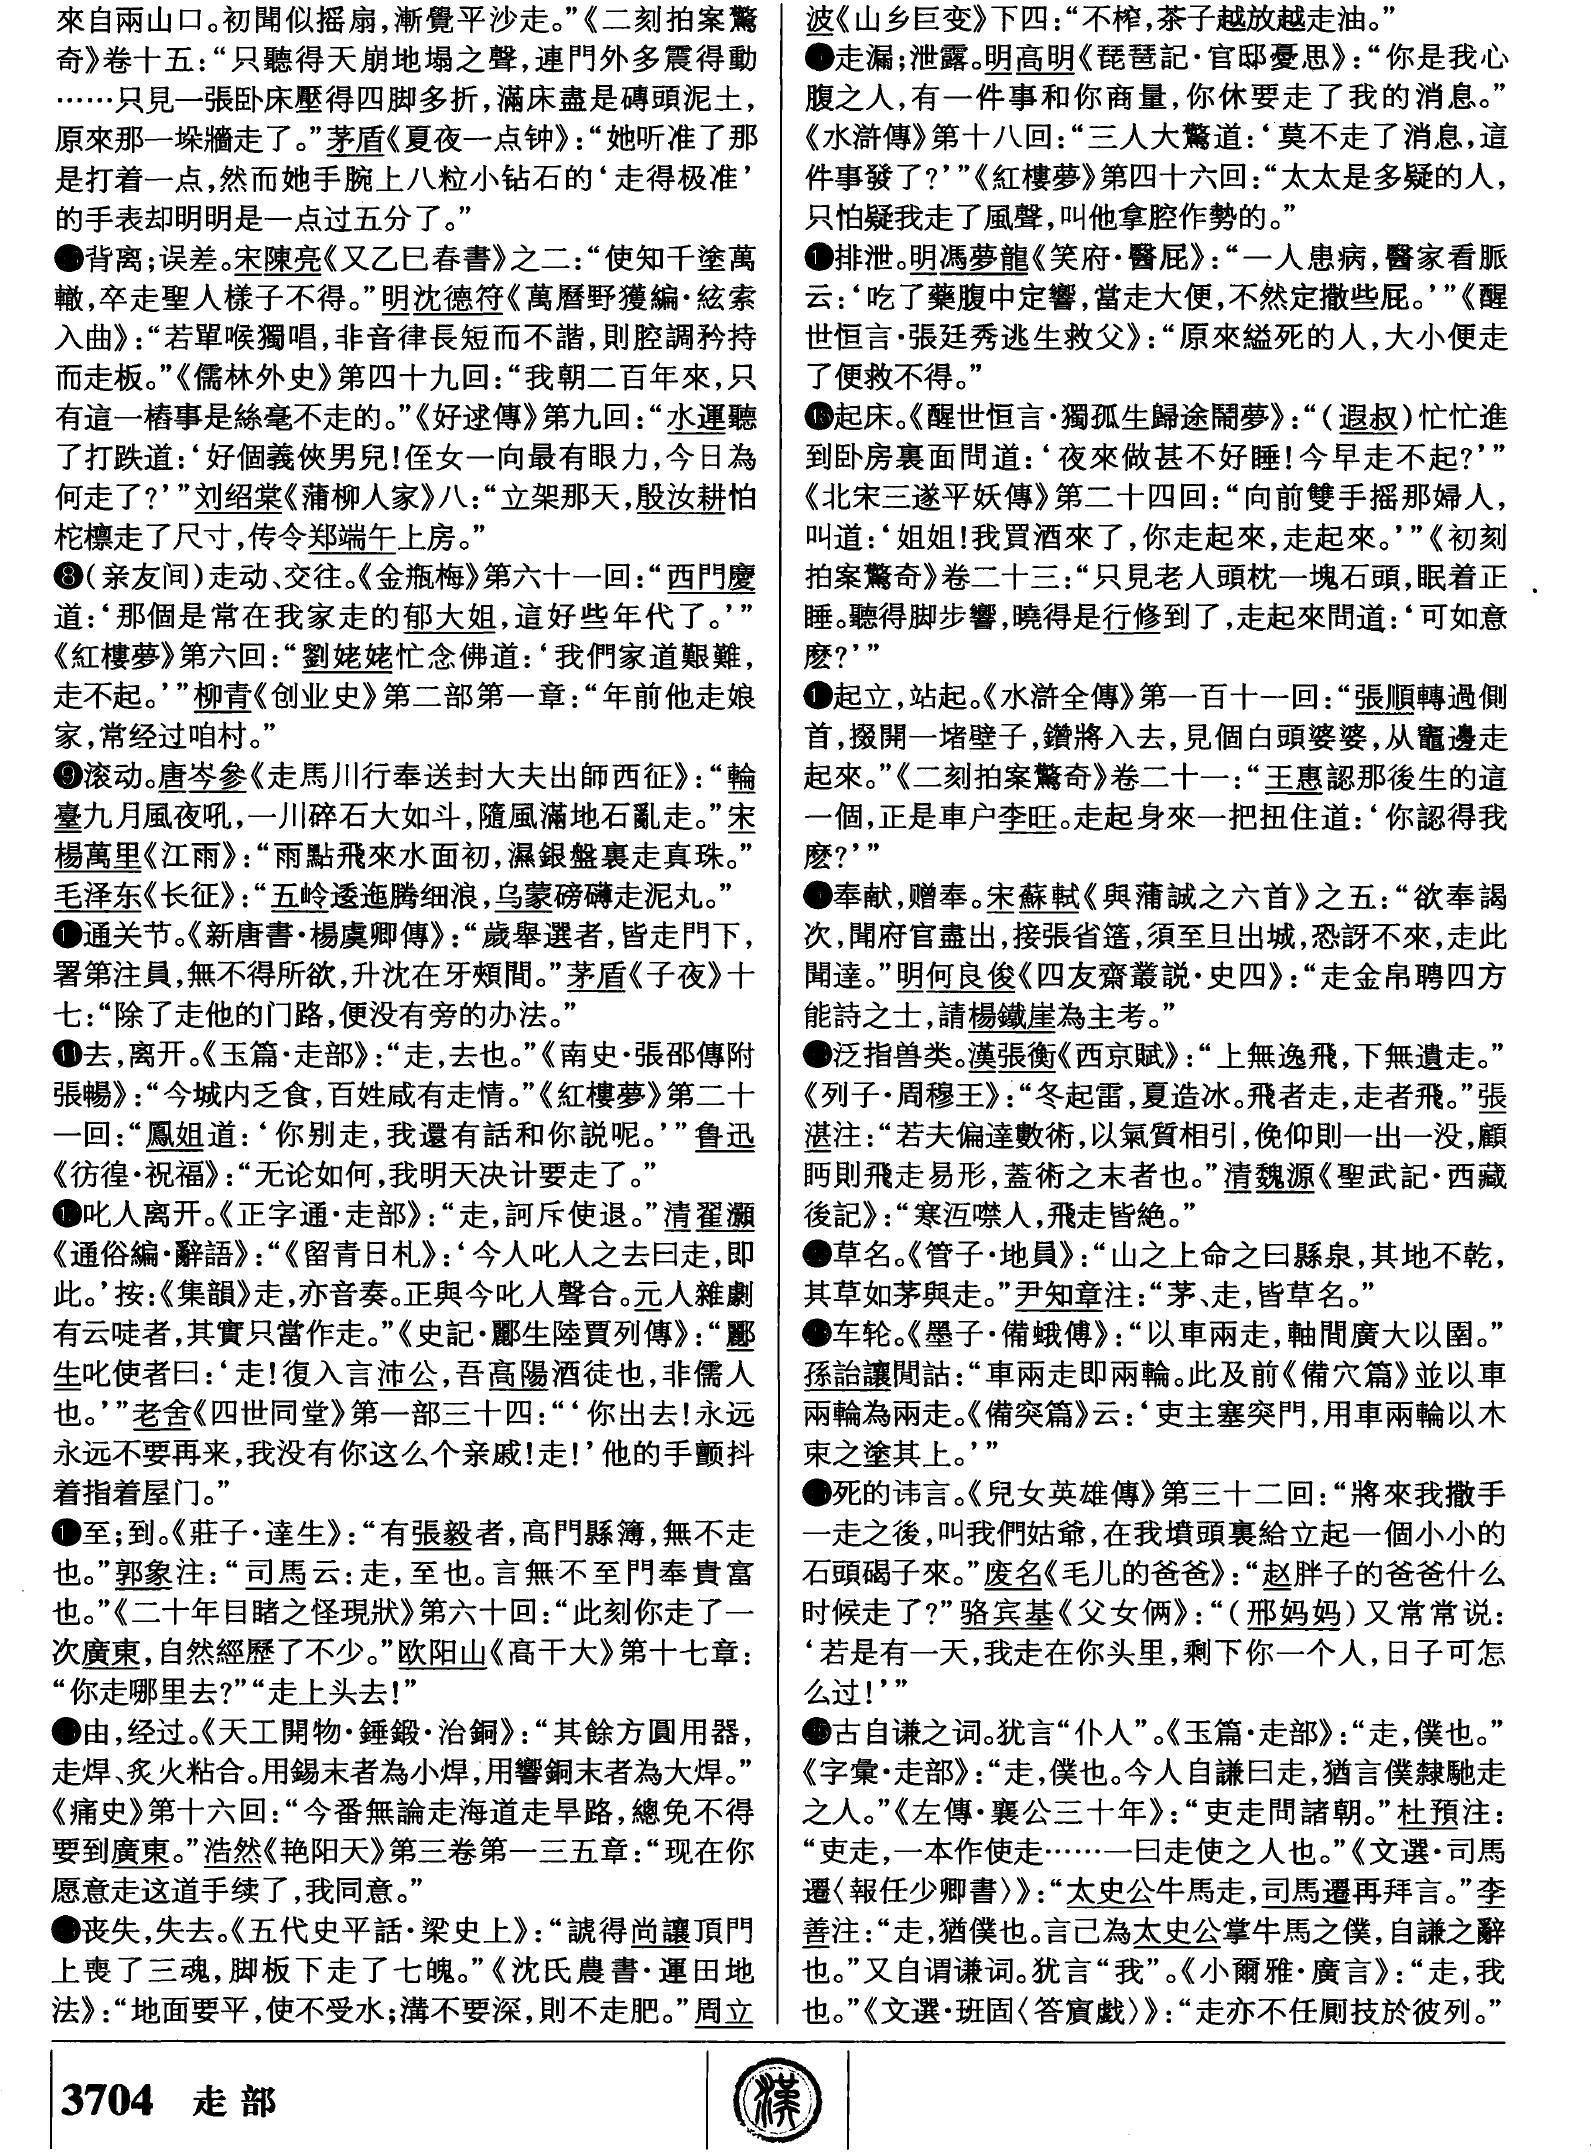 來自兩山口。初聞似摇扇,漸覺平沙走。”《二刻拍案驚
奇》卷十五:“只聽得天崩地塌之聲,連門外多震得動
……只見一張卧床壓得四脚多折,滿床盡是磚頭泥土,
原來那一垛牆走了。”茅盾《夏夜一点钟》:“她听准了那
是打着一点,然而她手腕上八粒小钻石的‘走得极准’
的手表却明明是一点过五分了。”
背离;误差。宋陳亮《又乙巳春書》之二:“使知千塗萬
轍,卒走聖人樣子不得。”明沈德符《萬曆野獲編·絃索
入曲》:“若單喉獨唱,非音律長短而不諧,則腔調矜持
而走板。”《儒林外史》第四十九回:“我朝二百年來,只
有這一樁事是絲毫不走的。”《好逑傳》第九回:“水運聽
了打跌道:‘好個義俠男兒!侄女一向最有眼力,今日為
何走了?’”刘绍棠《蒲柳人家》八:“立架那天,殷汝耕怕
柁檩走了尺寸,传令郑端午上房。”
❽(亲友间)走动、交往。《金瓶梅》第六十一回:“西門慶
道:‘那個是常在我家走的郁大姐,這好些年代了。’”
《紅樓夢》第六回:“劉姥姥忙念佛道:‘我們家道艱難,
走不起。’”柳青《创业史》第二部第一章:“年前他走娘
家,常经过咱村。”
❾滚动。唐岑參《走馬川行奉送封大夫出師西征》:“輪
臺九月風夜吼,一川碎石大如斗,隨風滿地石亂走。”宋
楊萬里《江雨》:“雨點飛來水面初,濕銀盤裏走真珠。”
毛泽东《长征》:“五岭逶迤腾细浪,乌蒙磅礴走泥丸。”
通关节。《新唐書·楊虞卿傳》:“歲舉選者,皆走門下,
署第注員,無不得所欲,升沈在牙頰間。”茅盾《子夜》十
七:“除了走他的门路,便没有旁的办法。”
⓫去,离开。《玉篇·走部》:“走,去也。”《南史·張邵傳附
張暢》:“今城内乏食,百姓咸有走情。”《紅樓夢》第二十
一回:“鳳姐道:‘你别走,我還有話和你説呢。’”魯迅
《彷徨·祝福》:“无论如何,我明天决计要走了。”
叱人离开。《正字通·走部》:“走,訶斥使退。”清翟灝
《通俗編·辭語》:“《留青日札》:‘今人叱人之去曰走,即
此。’按:《集韻》走,亦音奏。正與今叱人聲合。元人雜劇
有云唗者,其實只當作走。”《史記·酈生陸賈列傳》:“酈
生叱使者曰:‘走!復入言沛公,吾高陽酒徒也,非儒人
也。’”老舍《四世同堂》第一部三十四:“‘你出去!永远
永远不要再来,我没有你这么个亲戚!走!’他的手颤抖
着指着屋门。”
至;到。《莊子·達生》:“有張毅者,高門縣簿,無不走
也。”郭象注:“司馬云:走,至也。言無不至門奉貴富
也。”《二十年目睹之怪現狀》第六十回:“此刻你走了一
次廣東,自然經歷了不少。”欧阳山《高干大》第十七章:
“你走哪里去?”“走上头去!”
由,经过。《天工開物·錘鍛·治銅》:“其餘方圓用器,
走焊、炙火粘合。用錫末者為小焊,用響銅末者為大焊。”
《痛史》第十六回:“今番無論走海道走旱路,總免不得
要到廣東。”浩然《艳阳天》第三卷第一三五章:“现在你
愿意走这道手续了,我同意。”
丧失,失去。《五代史平話·梁史上》:“諕得尚讓頂門
上喪了三魂,脚板下走了七魄。”《沈氏農書·運田地
法》:“地面要平,使不受水;溝不要深,則不走肥。”周立
波《山乡巨变》下四:“不榨,茶子越放越走油。”
走漏;泄露。明高明《琵琶記·官邸憂思》:“你是我心
腹之人,有一件事和你商量,你休要走了我的消息。”
《水滸傳》第十八回:“三人大驚道:‘莫不走了消息,這
件事發了?’”《紅樓夢》第四十六回:“太太是多疑的人,
只怕疑我走了風聲,叫他拿腔作勢的。”
排泄。明馮夢龍《笑府·醫屁》:“一人患病,醫家看脈
云:‘吃了藥腹中定響,當走大便,不然定撒些屁。’”《醒
世恒言·張廷秀逃生救父》:“原來縊死的人,大小便走
了便救不得。”
起床。《醒世恒言·獨孤生歸途鬧夢》:“(遐叔)忙忙進
到卧房裏面問道:‘夜來做甚不好睡!今早走不起?’”
《北宋三遂平妖傳》第二十四回:“向前雙手摇那婦人,
叫道:‘姐姐!我買酒來了,你走起來,走起來。’”《初刻
拍案驚奇》卷二十三:“只見老人頭枕一塊石頭,眠着正
睡。聽得脚步響,曉得是行修到了,走起來問道:‘可如意
麽?’”
起立,站起。《水滸全傳》第一百十一回:“張順轉過側
首,掇開一堵壁子,鑽將入去,見個白頭婆婆,从竈邊走
起來。”《二刻拍案驚奇》卷二十一:“王惠認那後生的這
一個,正是車户李旺。走起身來一把扭住道:‘你認得我
麽?’”
奉献,赠奉。宋蘇軾《與蒲誠之六首》之五:“欲奉謁
次,聞府官盡出,接張省簉,須至旦出城,恐訝不來,走此
聞達。”明何良俊《四友齋叢説·史四》:“走金帛聘四方
能詩之士,請楊鐵崖為主考。”
泛指兽类。漢張衡《西京賦》:“上無逸飛,下無遺走。”
《列子·周穆王》:“冬起雷,夏造冰。飛者走,走者飛。”張
湛注:“若夫偏達數術,以氣質相引,俛仰則一出一没,顧
眄則飛走易形,蓋術之末者也。”清魏源《聖武記·西藏
後記》:“寒沍噤人,飛走皆絶。”
草名。《管子·地員》:“山之上命之曰縣泉,其地不乾,
其草如茅與走。”尹知章注:“茅、走,皆草名。”
车轮。《墨子·備蛾傅》:“以車兩走,軸間廣大以圍。”
孫詒讓閒詁:“車兩走即兩輪。此及前《備穴篇》並以車
兩輪為兩走。《備突篇》云:‘吏主塞突門,用車兩輪以木
束之塗其上。’”
死的讳言。《兒女英雄傳》第三十二回:“將來我撒手
一走之後,叫我們姑爺,在我墳頭裏給立起一個小小的
石頭碣子來。”废名《毛儿的爸爸》:“赵胖子的爸爸什么
时候走了?”骆宾基《父女俩》:“(邢妈妈)又常常说:
‘若是有一天,我走在你头里,剩下你一个人,日子可怎
么过!’”
古自谦之词。犹言“仆人”。《玉篇·走部》:“走,僕也。”
《字彙·走部》:“走,僕也。今人自謙曰走,猶言僕隸馳走
之人。”《左傳·襄公三十年》:“吏走問諸朝。”杜預注:
“吏走,一本作使走……一曰走使之人也。”《文選·司馬
遷〈報任少卿書〉》:“太史公牛馬走,司馬遷再拜言。”李
善注:“走,猶僕也。言己為太史公掌牛馬之僕,自謙之辭
也。”又自谓谦词。犹言“我”。《小爾雅·廣言》:“走,我
也。”《文選·班固〈答賓戲〉》:“走亦不任厠技於彼列。”
3704 走部
漢